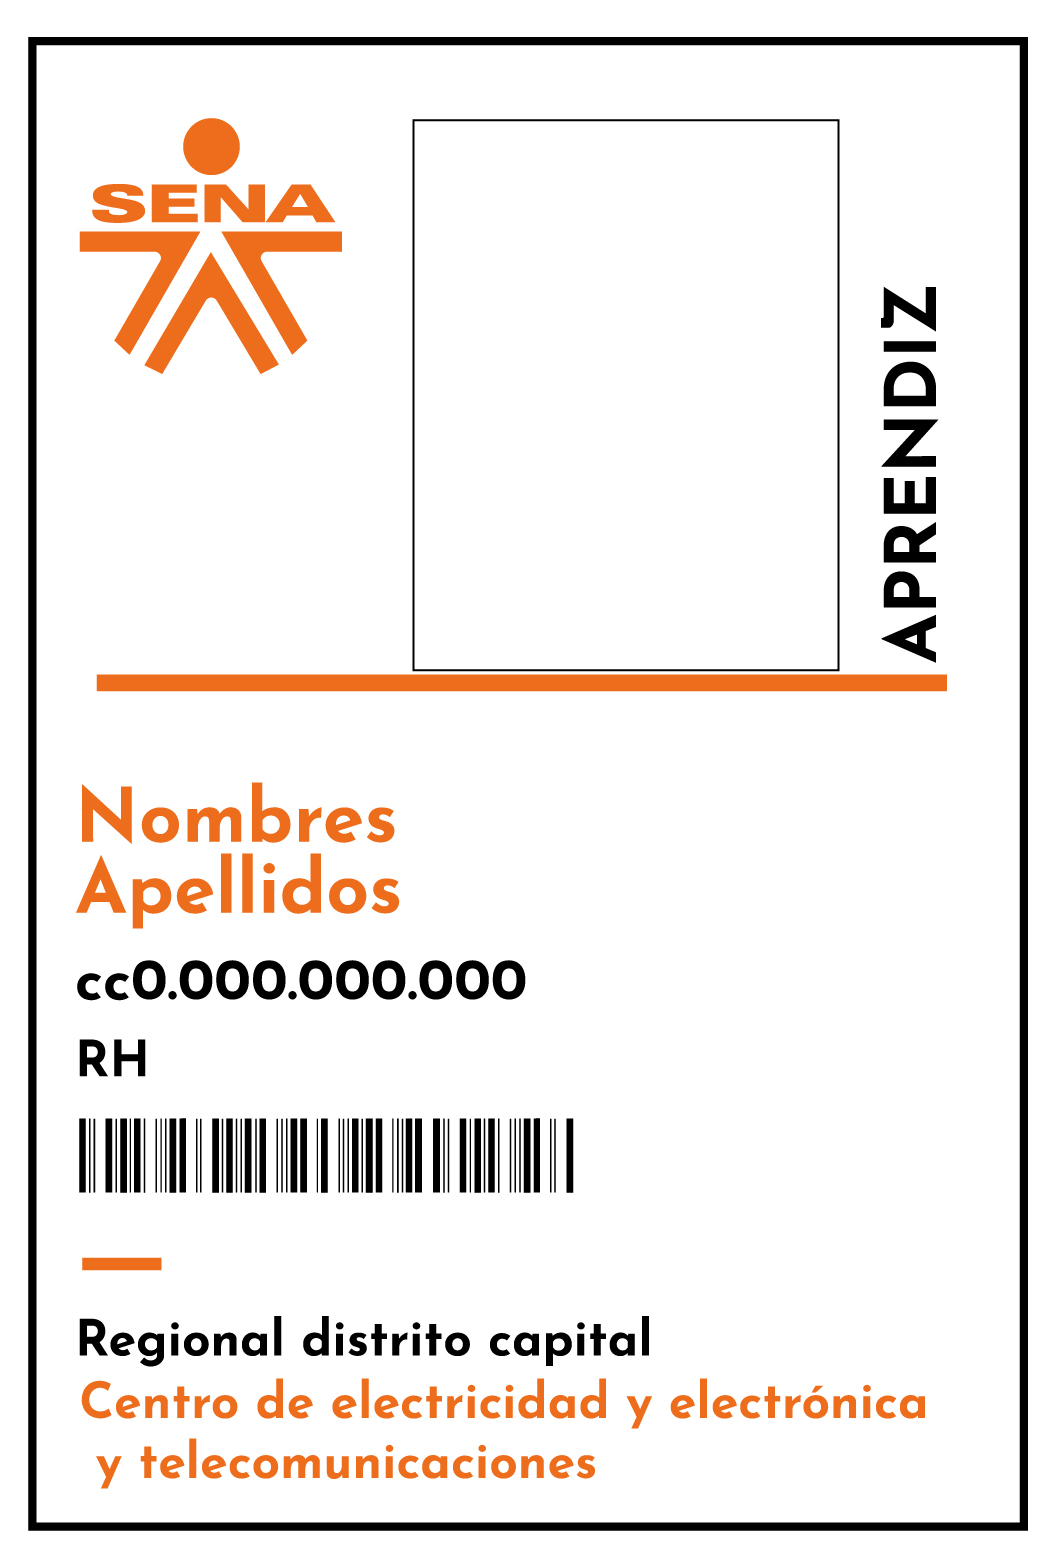 SENA
APRENDIZ
Nombres
Apellidos
cc0.000.000.000
RH
Regional distrito capital
Centro de electricidad y electrónica
y telecomunicaciones